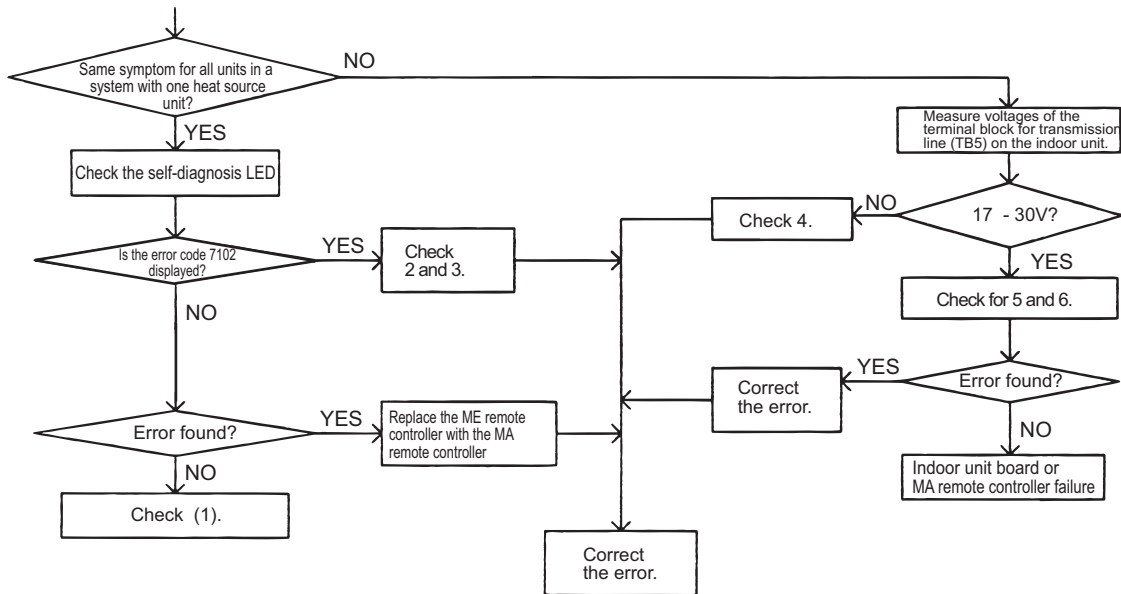 Same symptom for all units in a
system with one heat source
unit?
NO
YES
Check the self-diagnosis LED
Is the error code 7102
displayed?
YES
Check
2 and 3.
NO
Error found?
YES
Replace the ME remote
controller with the MA
remote controller
NO
Check (1).
Measure voltages of the
terminal block for transmission
line (TB5) on the indoor unit.
17 - 30V?
NO
Check 4.
YES
Check for 5 and 6.
Error found?
YES
Correct
the error.
NO
Indoor unit board or
MA remote controller failure
Correct
the error.